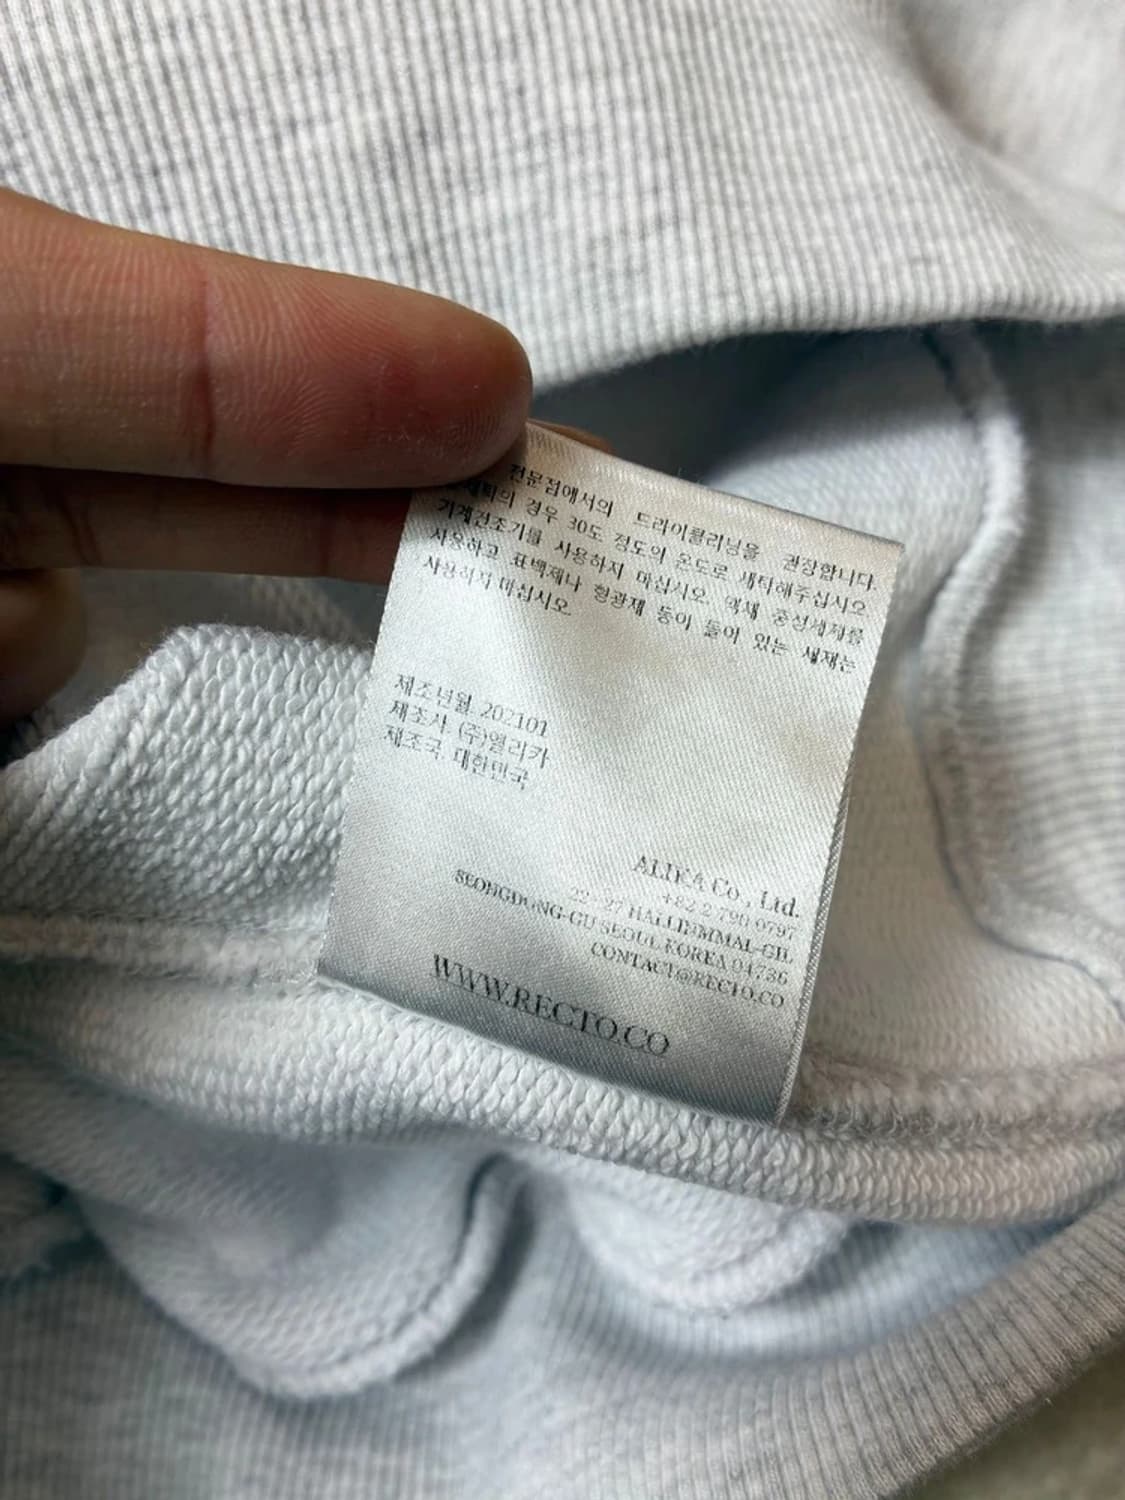 전문점에서의 드라이클리닝을 권장합니다.
세탁의 경우 30도 정도의 온도로 세탁해주십시오
기계건조기를 사용하지 마십시오. 액체 중성세제를
사용하고 표백제나 형광재 등이 들어 있는 세재는
사용하지 마십시오
제조년월 202101
제조사 (주)앨리카
제조국 대한민국
ALIKA Co., Ltd.
+82 2 790 0797
22 - 27 HALLIMMAL-GIL
SEONGDONG-GU SEOUL KOREA 04736
CONTACT@RECTO.CO
WWW.RECTO.CO